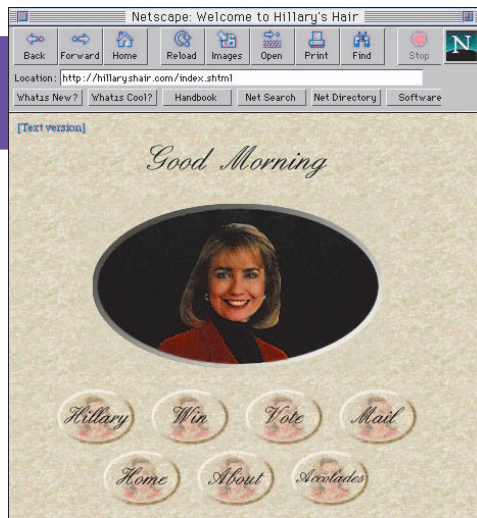 Netscape: Welcome to Hillary's Hair
Back Forward Home Reload Images Open Print Find Stop N
Location: http://hillaryshair.com/index.shtml
What's New? What's Cool? Handbook Net Search Net Directory Software
[Text version]
Good Morning
Hillary Win Vote Mail
Home About Accolades